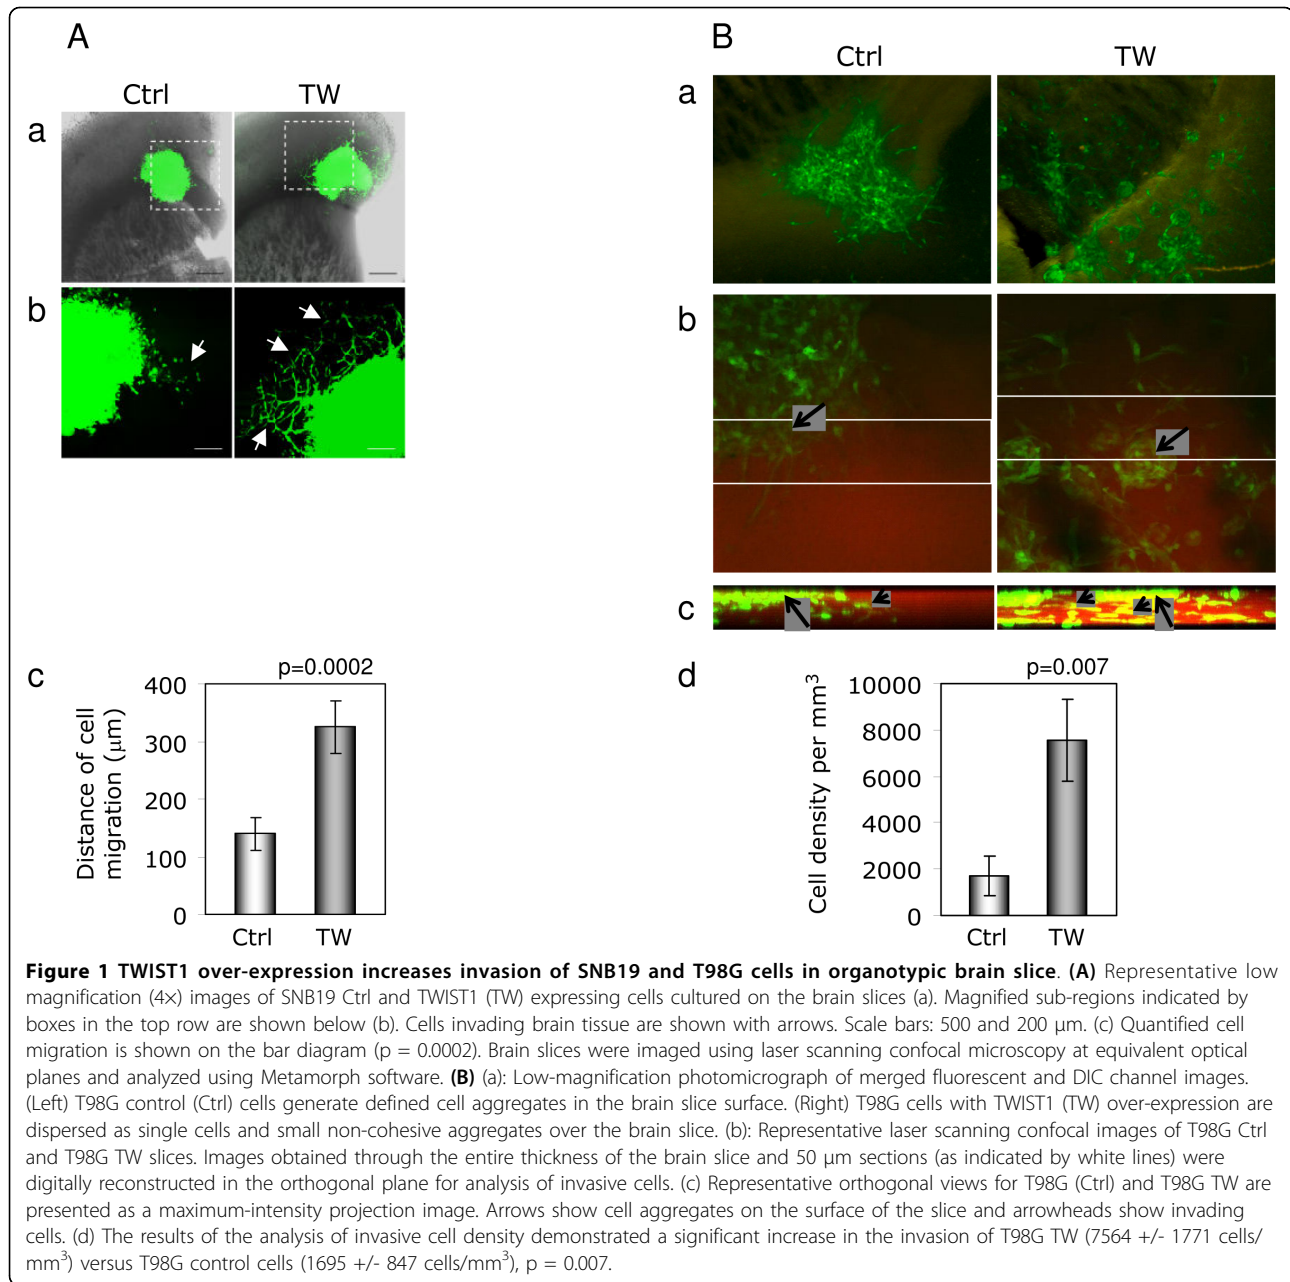 A
Ctrl
TW
a
b
c
p=0.0002
Distance of cell
migration (μm)
400
300
200
100
0
Ctrl
TW
B
Ctrl
TW
a
b
c
d
p=0.007
Cell density per mm³
10000
8000
6000
4000
2000
0
Ctrl
TW
Figure 1 TWIST1 over-expression increases invasion of SNB19 and T98G cells in organotypic brain slice. (A) Representative low
magnification (4×) images of SNB19 Ctrl and TWIST1 (TW) expressing cells cultured on the brain slices (a). Magnified sub-regions indicated by
boxes in the top row are shown below (b). Cells invading brain tissue are shown with arrows. Scale bars: 500 and 200 μm. (c) Quantified cell
migration is shown on the bar diagram (p = 0.0002). Brain slices were imaged using laser scanning confocal microscopy at equivalent optical
planes and analyzed using Metamorph software. (B) (a): Low-magnification photomicrograph of merged fluorescent and DIC channel images.
(Left) T98G control (Ctrl) cells generate defined cell aggregates in the brain slice surface. (Right) T98G cells with TWIST1 (TW) over-expression are
dispersed as single cells and small non-cohesive aggregates over the brain slice. (b): Representative laser scanning confocal images of T98G Ctrl
and T98G TW slices. Images obtained through the entire thickness of the brain slice and 50 μm sections (as indicated by white lines) were
digitally reconstructed in the orthogonal plane for analysis of invasive cells. (c) Representative orthogonal views for T98G (Ctrl) and T98G TW are
presented as a maximum-intensity projection image. Arrows show cell aggregates on the surface of the slice and arrowheads show invading
cells. (d) The results of the analysis of invasive cell density demonstrated a significant increase in the invasion of T98G TW (7564 +/- 1771 cells/
mm³) versus T98G control cells (1695 +/- 847 cells/mm³), p = 0.007.